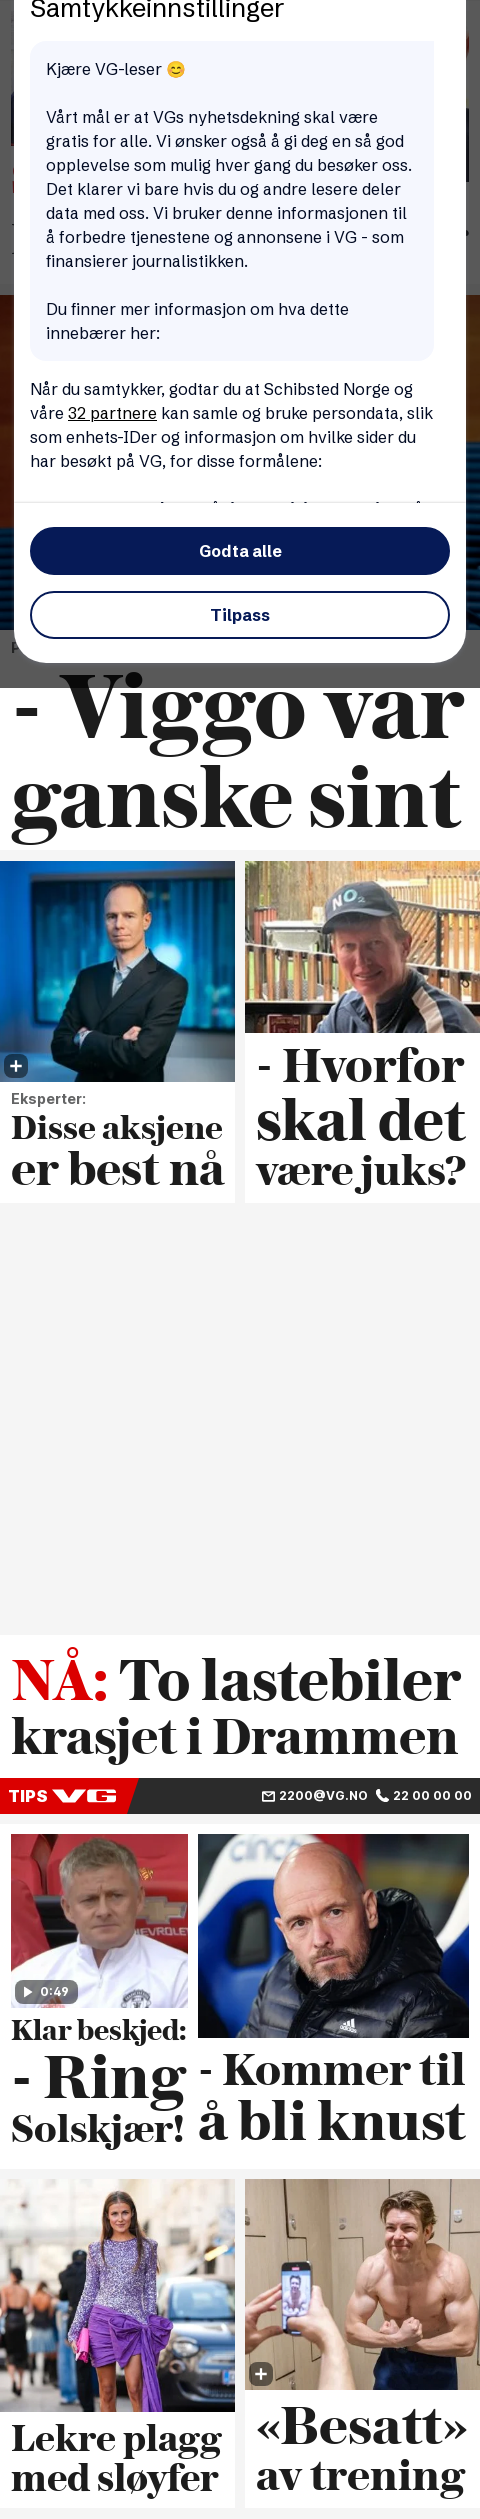 Samtykkeinnstillinger
Kjære VG-leser 😊
Vårt mål er at VGs nyhetsdekning skal være
gratis for alle. Vi ønsker også å gi deg en så god
opplevelse som mulig hver gang du besøker oss.
Det klarer vi bare hvis du og andre lesere deler
data med oss. Vi bruker denne informasjonen til
å forbedre tjenestene og annonsene i VG - som
finansierer journalistikken.
Du finner mer informasjon om hva dette
innebærer her:
Når du samtykker, godtar du at Schibsted Norge og
våre 32 partnere kan samle og bruke persondata, slik
som enhets-IDer og informasjon om hvilke sider du
har besøkt på VG, for disse formålene:
Godta alle
Tilpass
- Viggo var
ganske sint
Eksperter:
Disse aksjene
er best nå
NO2
- Hvorfor
skal det
være juks?
NÅ: To lastebiler
krasjet i Drammen
TIPS VG
2200@VG.NO 22 00 00 00
cinch
CHEVROLET
0:49
Klar beskjed:
- Ring
Solskjær!
- Kommer til
å bli knust
Lekre plagg
med sløyfer
«Besatt»
av trening